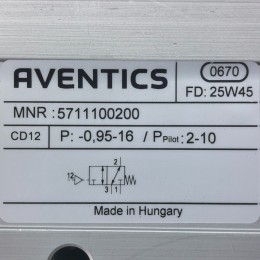 AVENTICS
0670
FD: 25W45
MNR : 5711100200
CD12 P: -0,95-16 / PPilot: 2-10
2
12
3 1
Made in Hungary